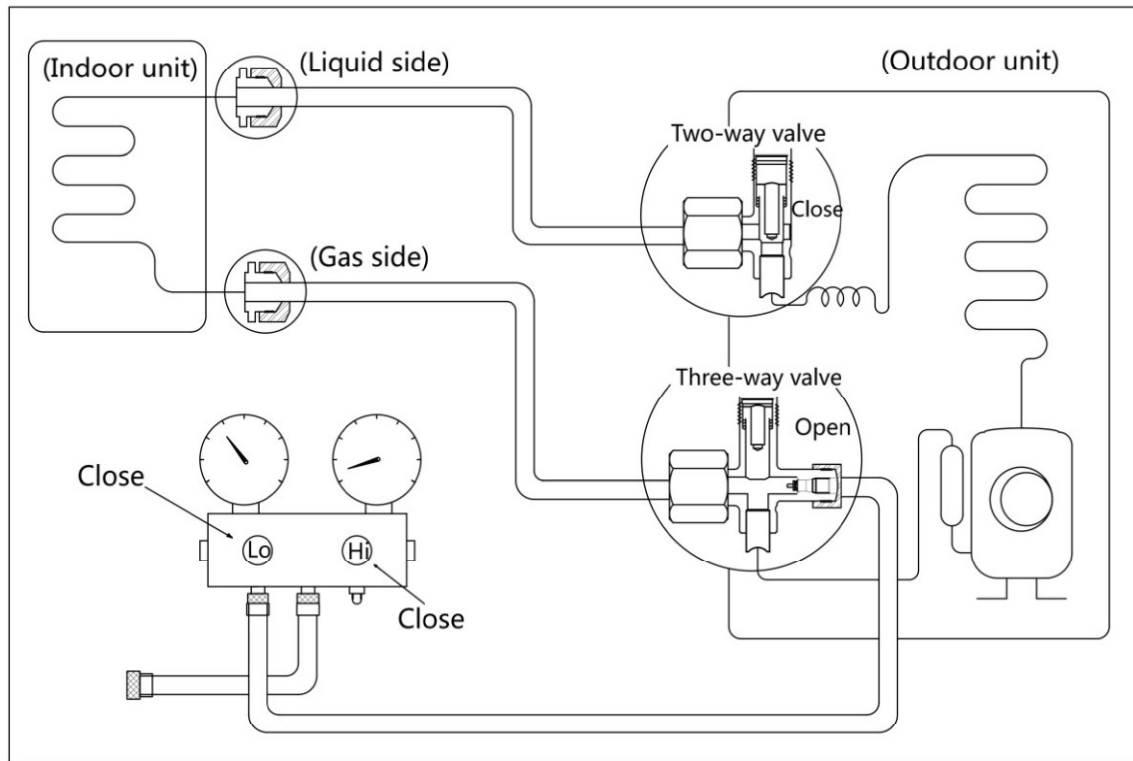 (Indoor unit)
(Liquid side)
(Outdoor unit)
Two-way valve
Close
(Gas side)
Three-way valve
Open
Close
Lo
Hi
Close